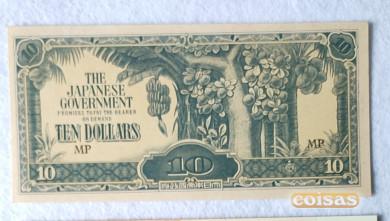 10
10
THE
JAPANESE
GOVERNMENT
PROMISES TO PAY THE BEARER
ON DEMAND
TEN DOLLARS
MP
MP
10
10
10
coisas